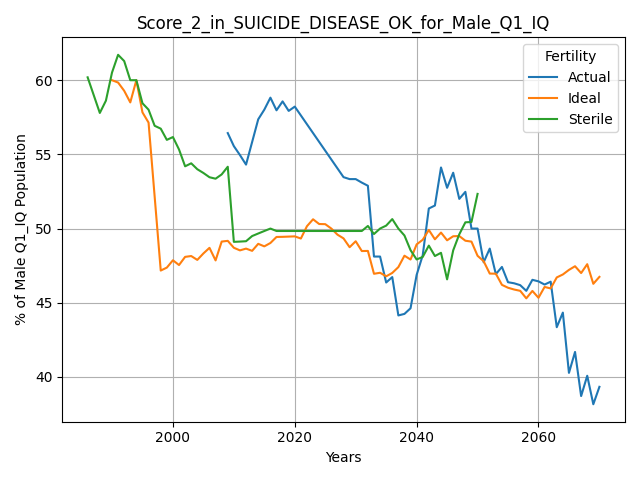 Score_2_in_SUICIDE_DISEASE_OK_for_Male_Q1_IQ
Fertility
Actual
Ideal
Sterile
% of Male Q1_IQ Population
60
55
50
45
40
2000
2020
2040
2060
Years